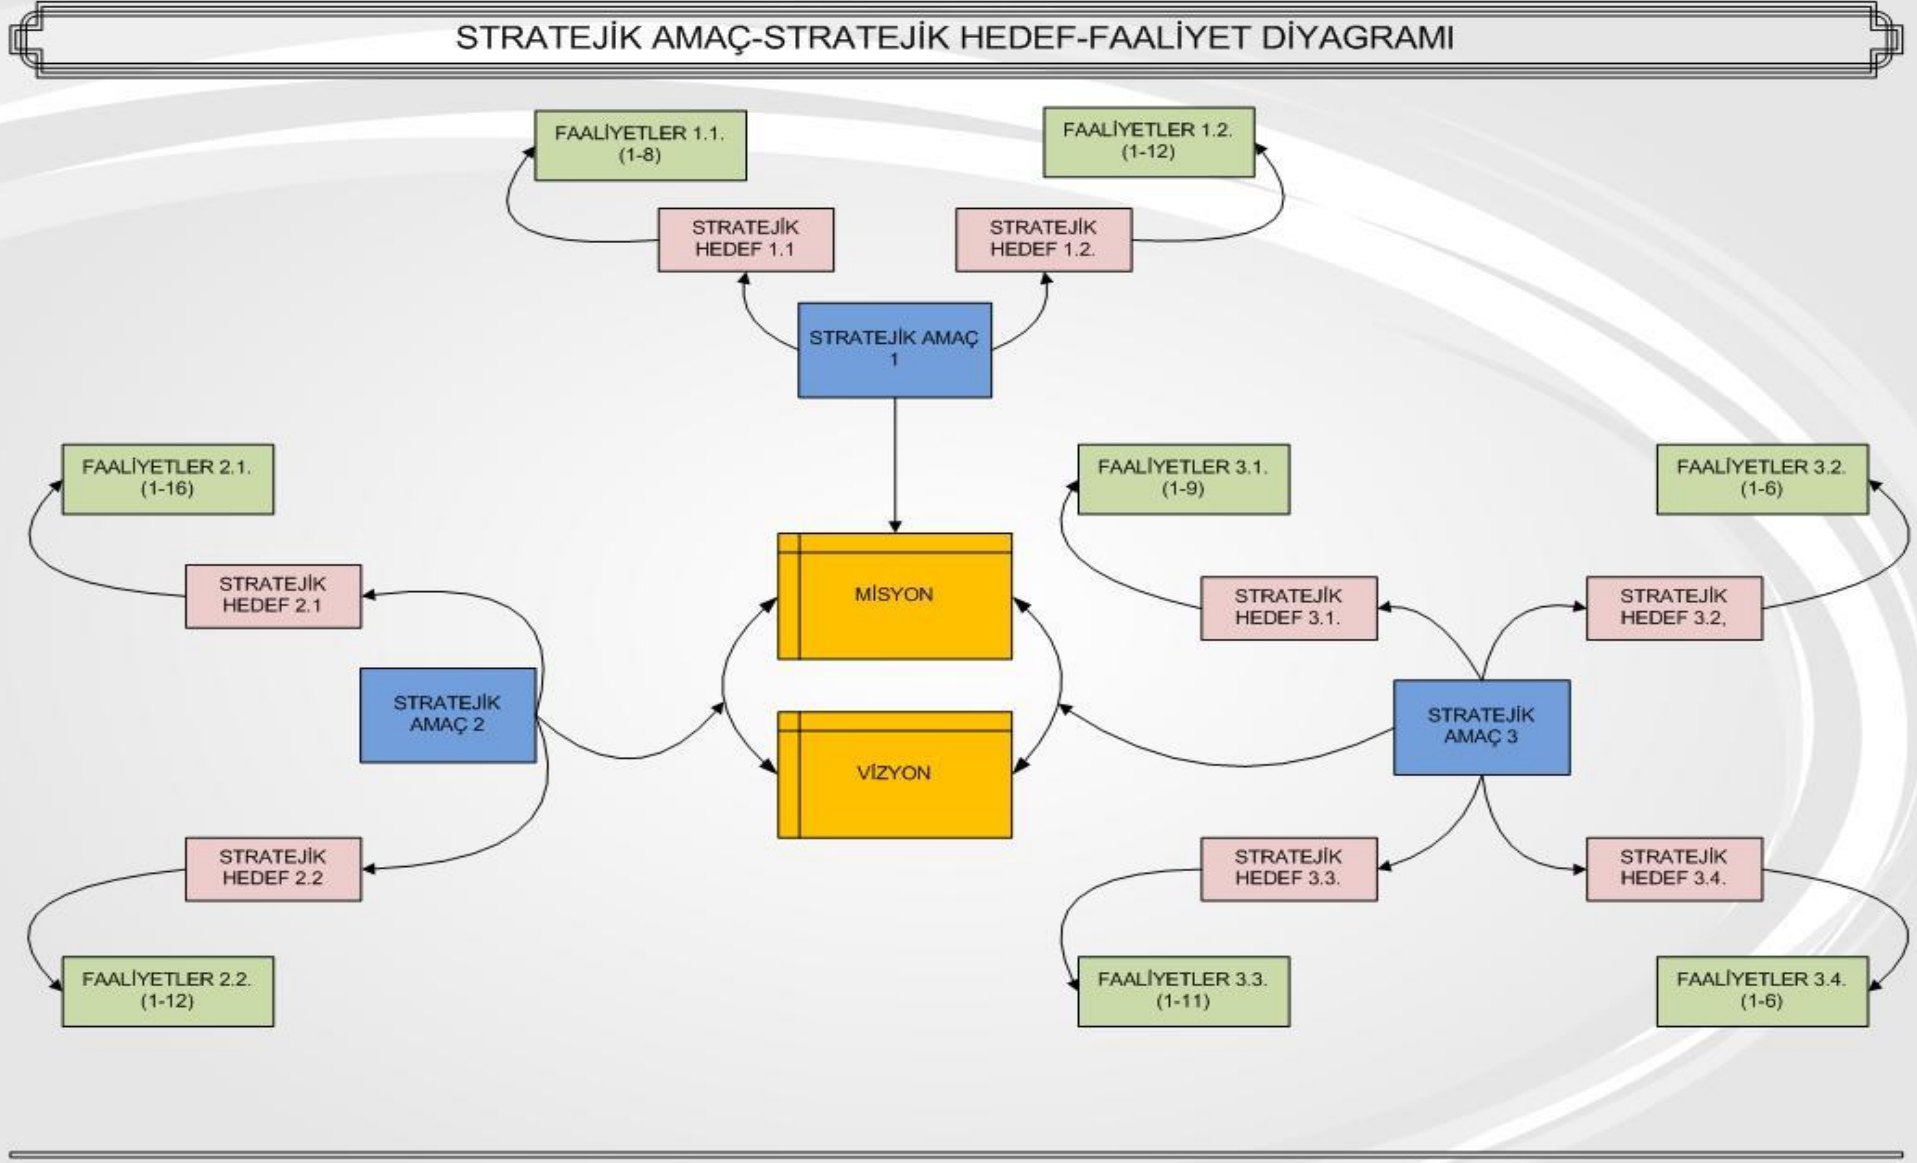 STRATEJİK AMAÇ-STRATEJİK HEDEF-FAALİYET DİYAGRAMI
FAALİYETLER 1.1.
(1-8)
FAALİYETLER 1.2.
(1-12)
STRATEJİK
HEDEF 1.1
STRATEJİK
HEDEF 1.2.
STRATEJİK AMAÇ
1
FAALİYETLER 2.1.
(1-16)
FAALİYETLER 3.1.
(1-9)
FAALİYETLER 3.2.
(1-6)
STRATEJİK
HEDEF 2.1
MİSYON
STRATEJİK
HEDEF 3.1.
STRATEJİK
HEDEF 3.2,
STRATEJİK
AMAÇ 2
STRATEJİK
AMAÇ 3
VİZYON
STRATEJİK
HEDEF 2.2
STRATEJİK
HEDEF 3.3.
STRATEJİK
HEDEF 3.4.
FAALİYETLER 2.2.
(1-12)
FAALİYETLER 3.3.
(1-11)
FAALİYETLER 3.4.
(1-6)